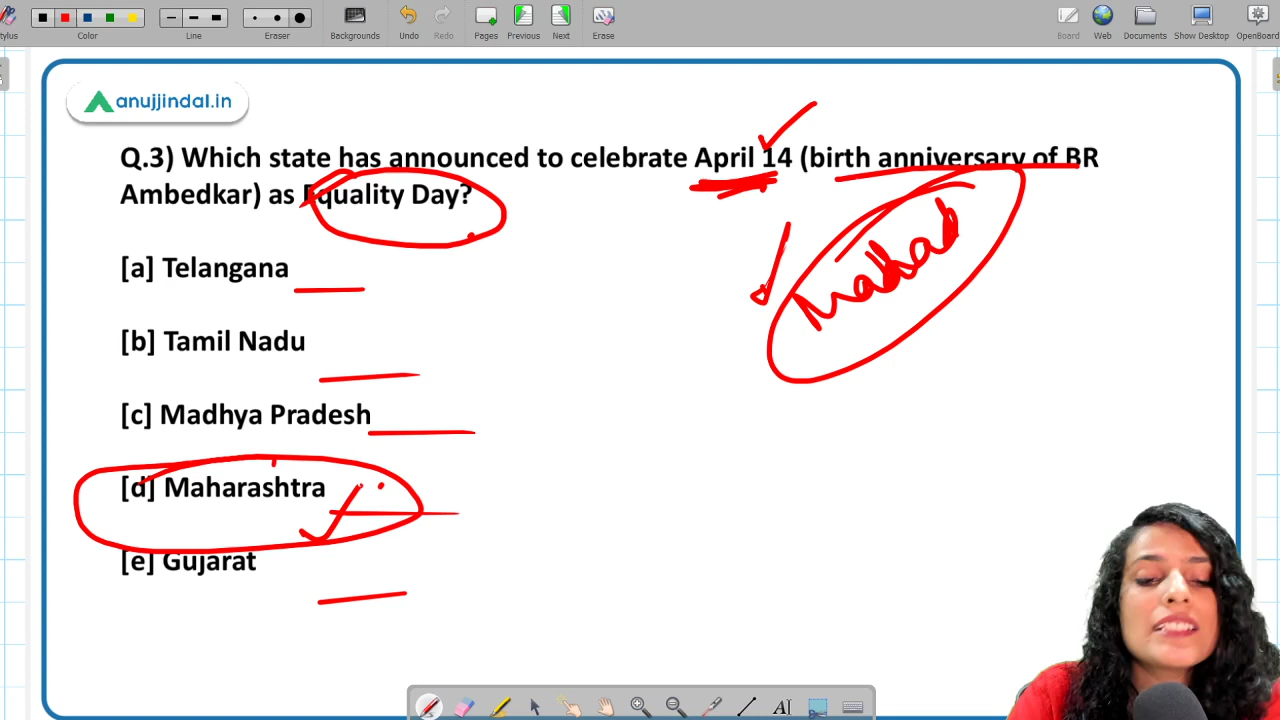 Stylus Color Line Eraser Backgrounds Undo Redo Pages Previous Next Erase Board Web Documents Show Desktop OpenBoard
anujjindal.in
Q.3) Which state has announced to celebrate April 14 (birth anniversary of BR
Ambedkar) as Equality Day?
[a] Telangana
[b] Tamil Nadu
[c] Madhya Pradesh
[d] Maharashtra
[e] Gujarat
Mahad